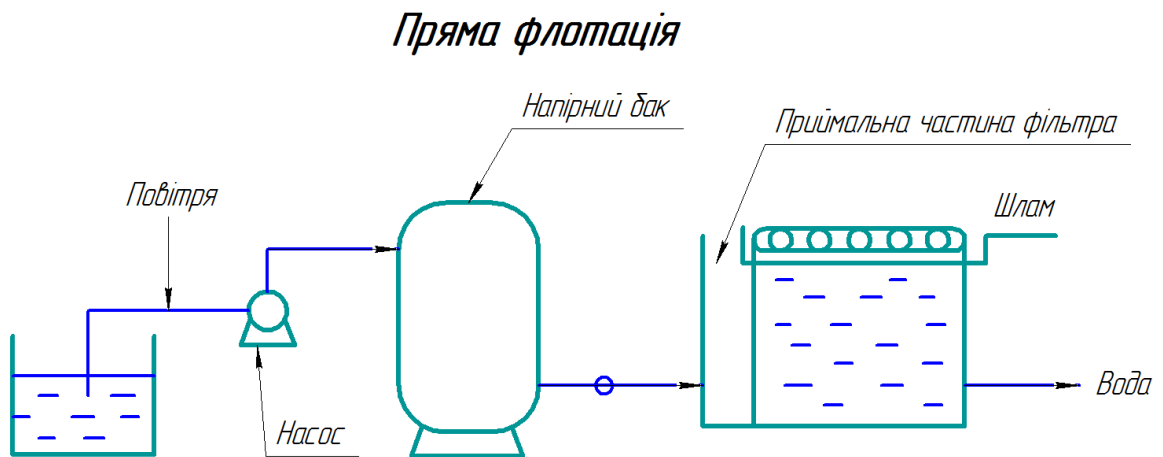 Пряма флотація
Напірний бак
Приймальна частина фільтра
Повітря
Шлам
Насос
Вода